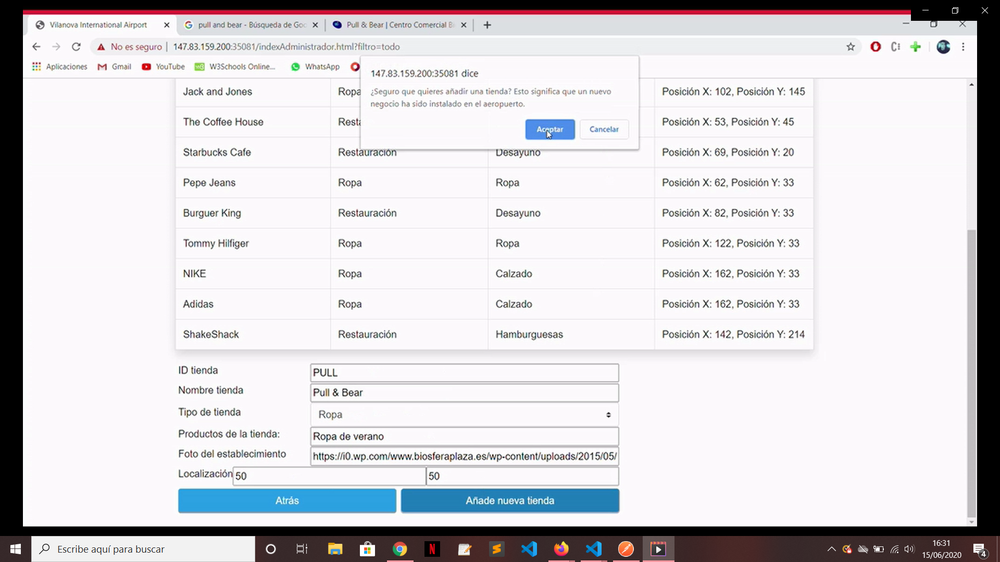 Vilanova International Airport
pull and bear - Búsqueda de Goo
Pull & Bear | Centro Comercial Bi
No es seguro | 147.83.159.200:35081/indexAdministrador.html?filtro=todo
Aplicaciones Gmail YouTube W3Schools Online... WhatsApp
147.83.159.200:35081 dice
¿Seguro que quieres añadir una tienda? Esto significa que un nuevo
negocio ha sido instalado en el aeropuerto.
Aceptar Cancelar
Jack and Jones Ropa Posición X: 102, Posición Y: 145
The Coffee House Resta Posición X: 53, Posición Y: 45
Starbucks Cafe Restauración Desayuno Posición X: 69, Posición Y: 20
Pepe Jeans Ropa Ropa Posición X: 62, Posición Y: 33
Burguer King Restauración Desayuno Posición X: 82, Posición Y: 33
Tommy Hilfiger Ropa Ropa Posición X: 122, Posición Y: 33
NIKE Ropa Calzado Posición X: 162, Posición Y: 33
Adidas Ropa Calzado Posición X: 162, Posición Y: 33
ShakeShack Restauración Hamburguesas Posición X: 142, Posición Y: 214
ID tienda PULL
Nombre tienda Pull & Bear
Tipo de tienda Ropa
Productos de la tienda: Ropa de verano
Foto del establecimiento https://i0.wp.com/www.biosferaplaza.es/wp-content/uploads/2015/05/
Localización 50 50
Atrás Añade nueva tienda
Escribe aquí para buscar
16:31
15/06/2020
4